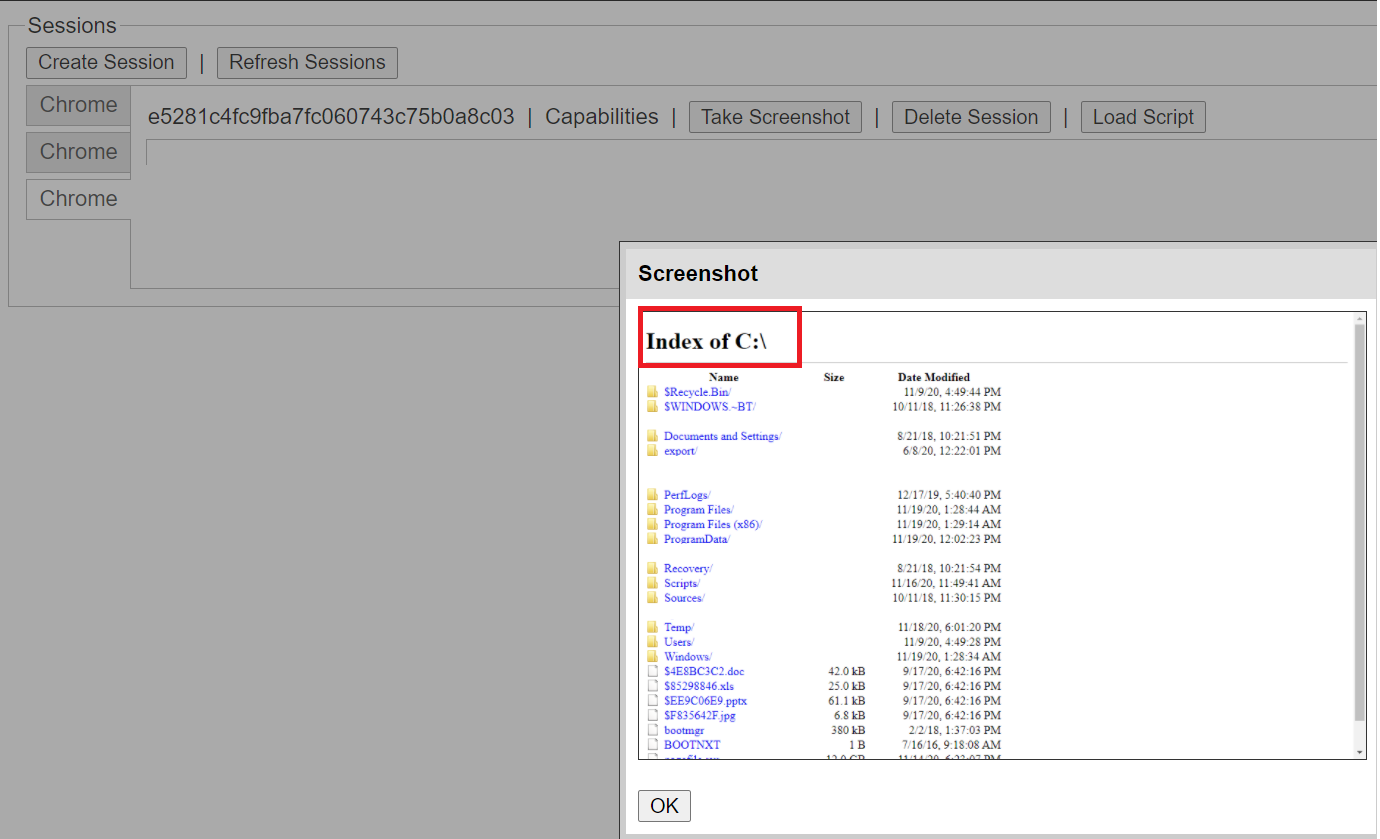 Sessions
Create Session | Refresh Sessions
Chrome
e5281c4fc9fba7fc060743c75b0a8c03 | Capabilities | Take Screenshot | Delete Session | Load Script
Chrome
Chrome
Screenshot
Index of C:\
Name Size Date Modified
$Recycle.Bin/ 11/9/20, 4:49:44 PM
$WINDOWS.~BT/ 10/11/18, 11:26:38 PM
Documents and Settings/ 8/21/18, 10:21:51 PM
export/ 6/8/20, 12:22:01 PM
PerfLogs/ 12/17/19, 5:40:40 PM
Program Files/ 11/19/20, 1:28:44 AM
Program Files (x86)/ 11/19/20, 1:29:14 AM
ProgramData/ 11/19/20, 12:02:23 PM
Recovery/ 8/21/18, 10:21:54 PM
Scripts/ 11/16/20, 11:49:41 AM
Sources/ 10/11/18, 11:30:15 PM
Temp/ 11/18/20, 6:01:20 PM
Users/ 11/9/20, 4:49:28 PM
Windows/ 11/19/20, 1:28:34 AM
$4E8BC3C2.doc 42.0 kB 9/17/20, 6:42:16 PM
$85298846.xls 25.0 kB 9/17/20, 6:42:16 PM
$EE9C06E9.pptx 61.1 kB 9/17/20, 6:42:16 PM
$F835642F.jpg 6.8 kB 9/17/20, 6:42:16 PM
bootmgr 380 kB 2/2/18, 1:37:03 PM
BOOTNXT 1 B 7/16/16, 9:18:08 AM
OK